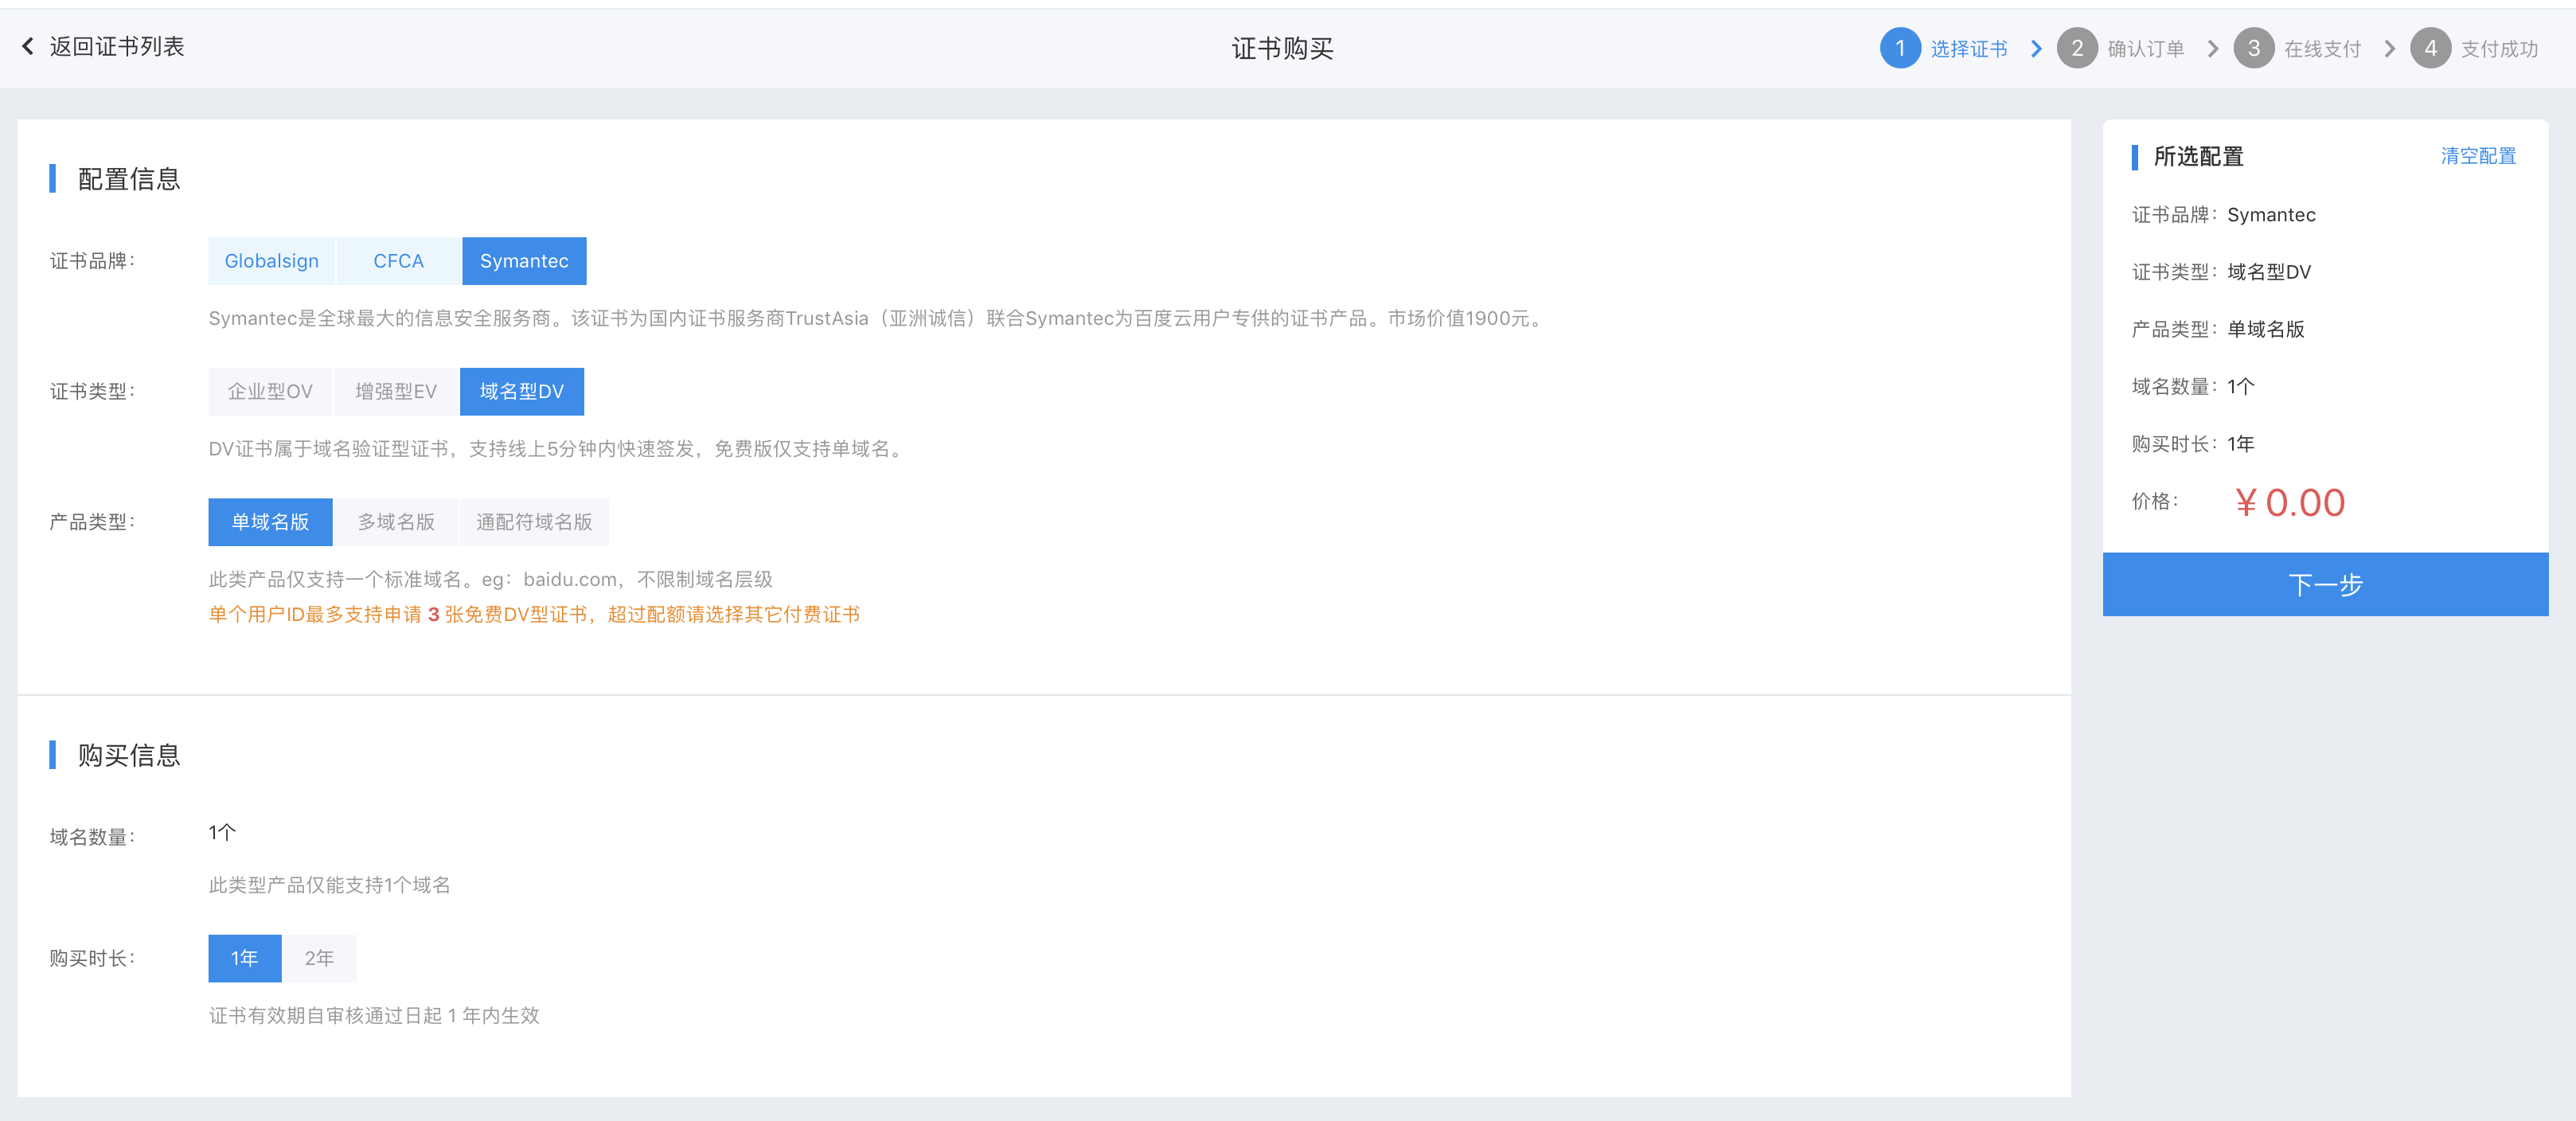 返回证书列表
证书购买
1 选择证书 2 确认订单 3 在线支付 4 支付成功
配置信息
证书品牌： Globalsign CFCA Symantec
Symantec是全球最大的信息安全服务商。该证书为国内证书服务商TrustAsia（亚洲诚信）联合Symantec为百度云用户专供的证书产品。市场价值1900元。
证书类型： 企业型OV 增强型EV 域名型DV
DV证书属于域名验证型证书，支持线上5分钟内快速签发，免费版仅支持单域名。
产品类型： 单域名版 多域名版 通配符域名版
此类产品仅支持一个标准域名。eg：baidu.com，不限制域名层级
单个用户ID最多支持申请 3 张免费DV型证书，超过配额请选择其它付费证书
购买信息
域名数量： 1个
此类型产品仅能支持1个域名
购买时长： 1年 2年
证书有效期自审核通过日起 1 年内生效
所选配置 清空配置
证书品牌：Symantec
证书类型：域名型DV
产品类型：单域名版
域名数量：1个
购买时长：1年
价格： ¥0.00
下一步